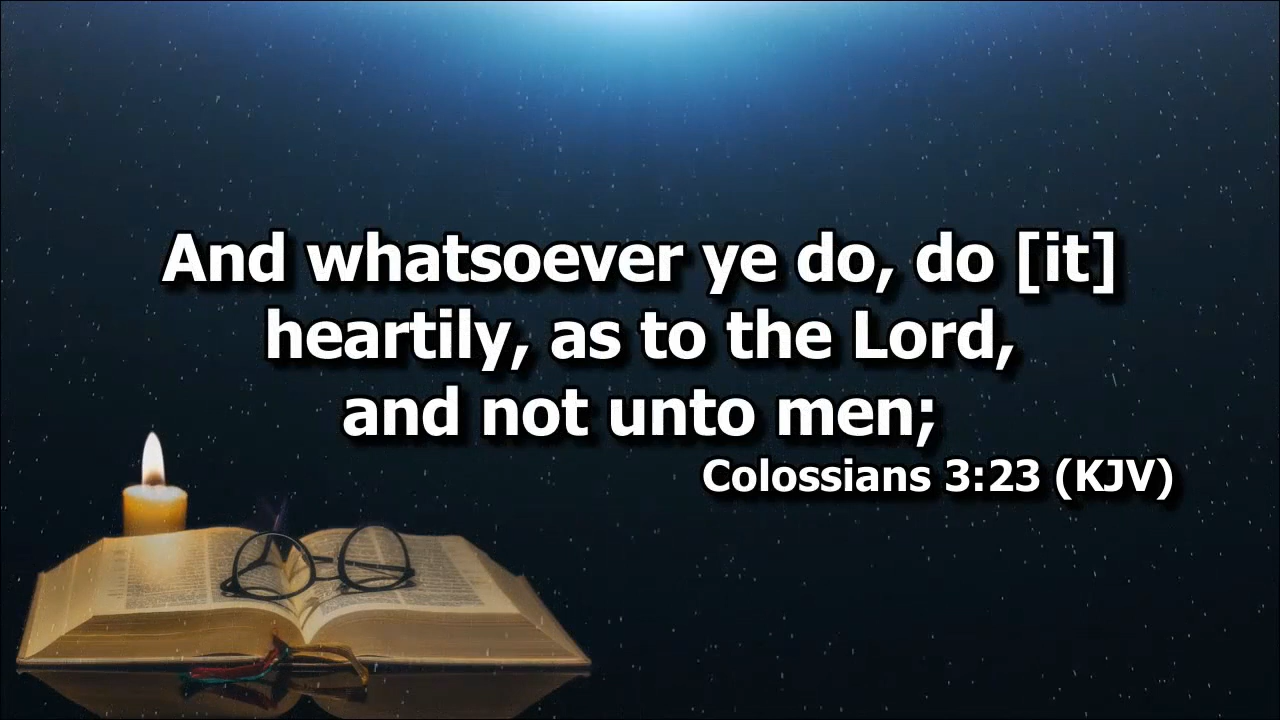 And whatsoever ye do, do [it]
heartily, as to the Lord,
and not unto men;
Colossians 3:23 (KJV)